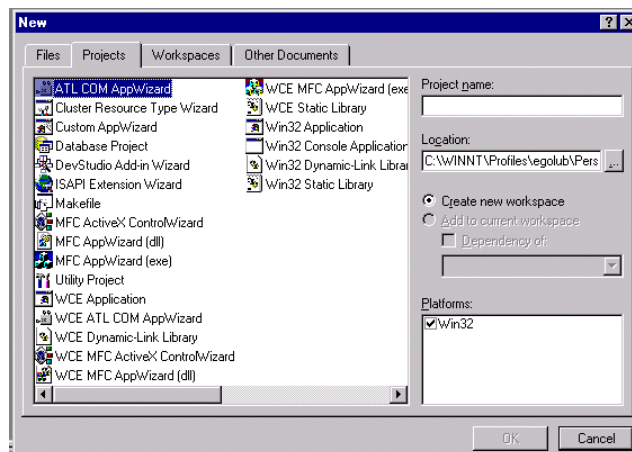 New
Files
Projects
Workspaces
Other Documents
ATL COM AppWizard
Cluster Resource Type Wizard
Custom AppWizard
Database Project
DevStudio Add-in Wizard
ISAPI Extension Wizard
Makefile
MFC ActiveX ControlWizard
MFC AppWizard (dll)
MFC AppWizard (exe)
Utility Project
WCE Application
WCE ATL COM AppWizard
WCE Dynamic-Link Library
WCE MFC ActiveX ControlWizard
WCE MFC AppWizard (dll)
WCE MFC AppWizard (exe
WCE Static Library
Win32 Application
Win32 Console Application
Win32 Dynamic-Link Librar
Win32 Static Library
Project name:
Location:
C:\WINNT\Profiles\egolub\Pers
...
Create new workspace
Add to current workspace
Dependency of:
Platforms:
Win32
OK
Cancel